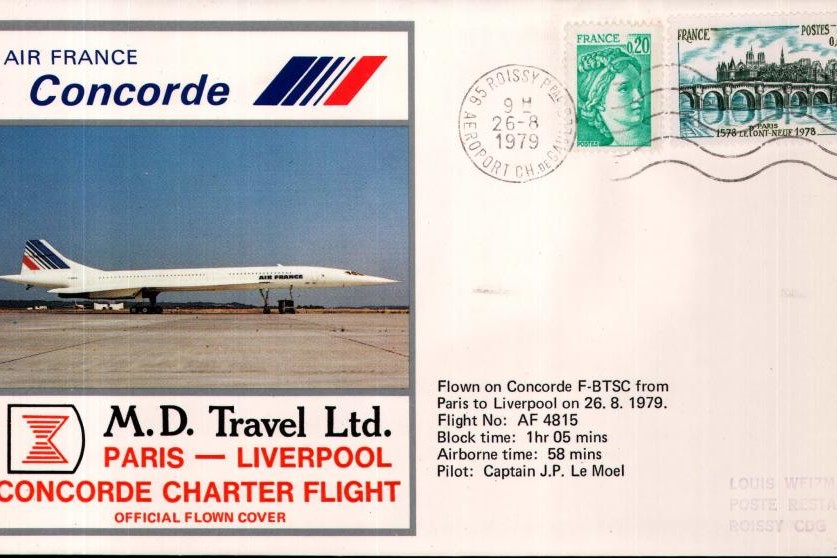 AIR FRANCE
Concorde
AIR FRANCE
M.D. Travel Ltd.
PARIS — LIVERPOOL
CONCORDE CHARTER FLIGHT
OFFICIAL FLOWN COVER
95 ROISSY PPAL
9 H
26-8
1979
AEROPORT CH. DE GAULLE
FRANCE
0,20
POSTES
FRANCE
POSTES
PARIS
1578 LE PONT-NEUF 1978
Flown on Concorde F-BTSC from
Paris to Liverpool on 26. 8. 1979.
Flight No: AF 4815
Block time: 1hr 05 mins
Airborne time: 58 mins
Pilot: Captain J.P. Le Moel
LOUIS
POSTE
ROISSY CDG